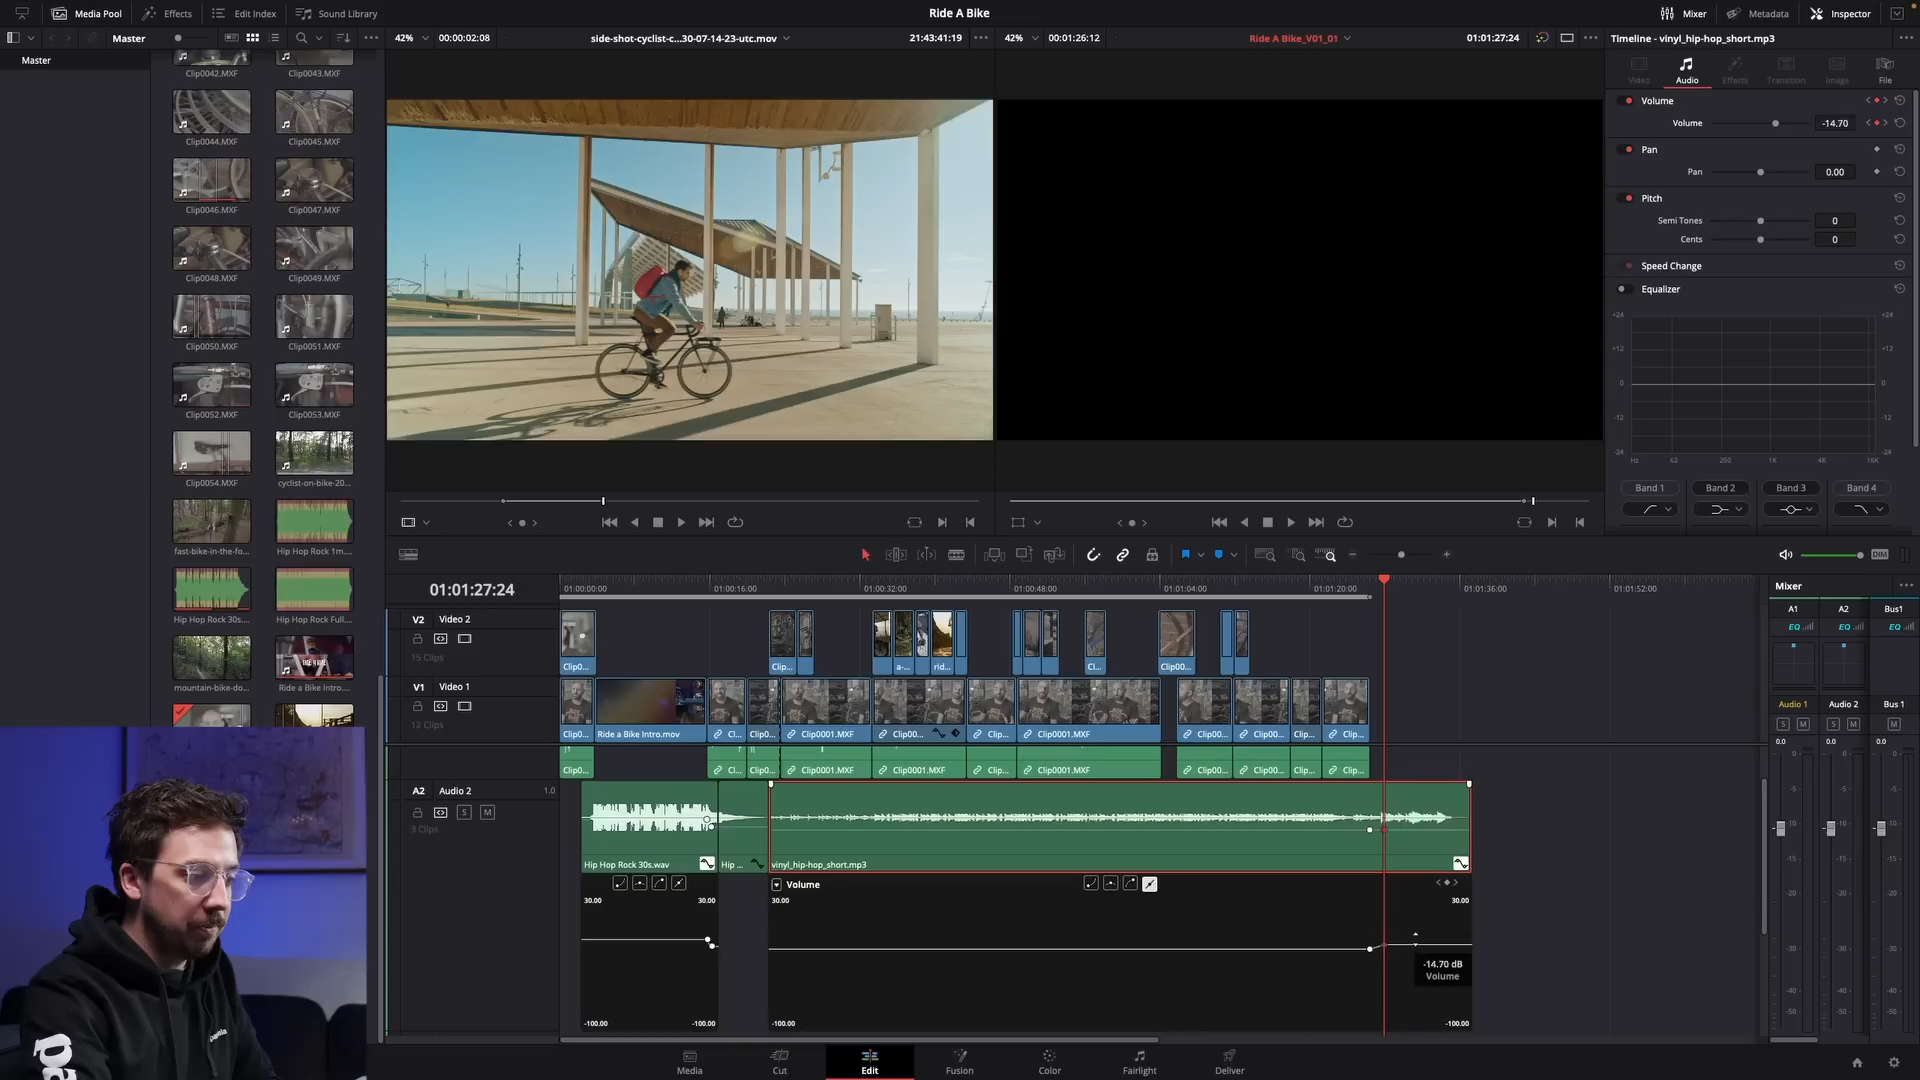 Media Pool
Effects
Edit Index
Sound Library
Ride A Bike
Mixer
Metadata
Inspector
Master
42%
00:00:02:08
side-shot-cyclist-c...30-07-14-23-utc.mov
21:43:41:19
42%
00:01:26:12
Ride A Bike_V01_01
01:01:27:24
Timeline - vinyl_hip-hop_short.mp3
Master
Video
Audio
Effects
Transition
Image
File
Clip0042.MXF
Clip0043.MXF
Clip0044.MXF
Clip0045.MXF
Clip0046.MXF
Clip0047.MXF
Clip0048.MXF
Clip0049.MXF
Clip0050.MXF
Clip0051.MXF
Clip0052.MXF
Clip0053.MXF
Clip0054.MXF
cyclist-on-bike-20...
fast-bike-in-the-fo...
Hip Hop Rock 1m...
Hip Hop Rock 30s...
Hip Hop Rock Full...
mountain-bike-do...
Ride a Bike Intro....
Volume
Volume
-14.70
Pan
Pan
0.00
Pitch
Semi Tones
0
Cents
0
Speed Change
Equalizer
+24
+24
+12
+12
0
0
-12
-12
-24
-24
Hz
62
250
1K
4K
16K
Band 1
Band 2
Band 3
Band 4
DIM
01:01:27:24
01:00:00:00
01:00:16:00
01:00:32:00
01:00:48:00
01:01:04:00
01:01:20:00
01:01:36:00
01:01:52:00
V2
Video 2
15 Clips
Clip0...
Clip...
a-...
rid...
Cl...
Clip00...
V1
Video 1
12 Clips
Clip0...
Ride a Bike Intro.mov
Cl...
Clip0...
Clip0001.MXF
Clip00...
Clip...
Clip0001.MXF
Clip00...
Clip00...
Clip...
Clip...
Clip0...
Cl...
Clip0...
Clip0001.MXF
Clip0001.MXF
Clip...
Clip0001.MXF
Clip00...
Clip00...
Clip...
Clip...
A2
Audio 2
1.0
S
M
3 Clips
Hip Hop Rock 30s.wav
Hip ...
vinyl_hip-hop_short.mp3
Volume
30.00
30.00
30.00
30.00
-14.70 dB
Volume
-100.00
-100.00
-100.00
-100.00
Mixer
A1
A2
Bus1
EQ
EQ
EQ
Audio 1
Audio 2
Bus 1
S
M
S
M
M
0.0
0.0
0.0
0
0
0
-5
-5
-5
-10
-10
-10
-15
-15
-15
-20
-20
-20
-30
-30
-30
-40
-40
-40
-50
-50
-50
Media
Cut
Edit
Fusion
Color
Fairlight
Deliver